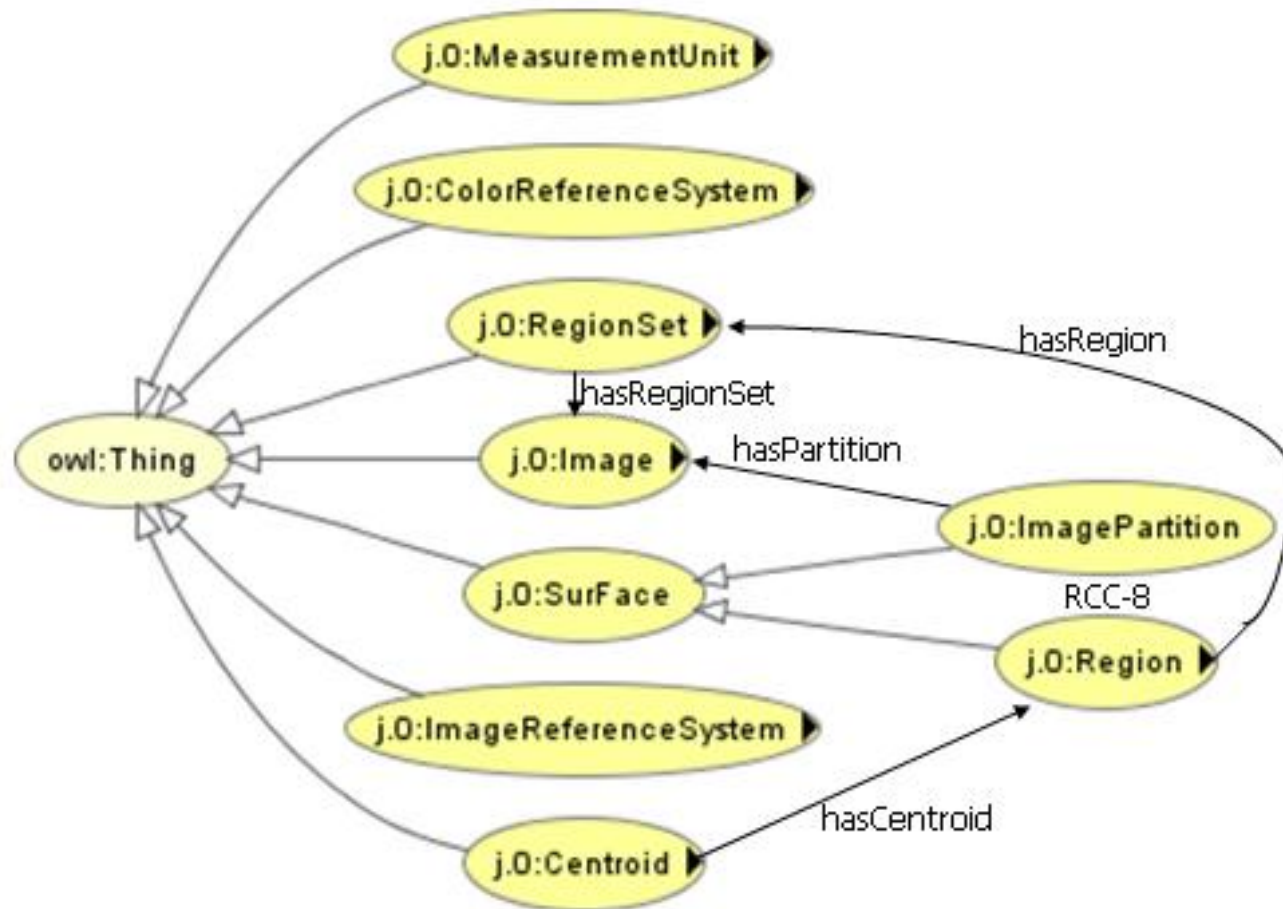 j.0:MeasurementUnit
j.0:ColorReferenceSystem
j.0:RegionSet
hasRegion
hasRegionSet
owl:Thing
j.0:Image
hasPartition
j.0:ImagePartition
j.0:SurFace
RCC-8
j.0:Region
j.0:ImageReferenceSystem
hasCentroid
j.0:Centroid